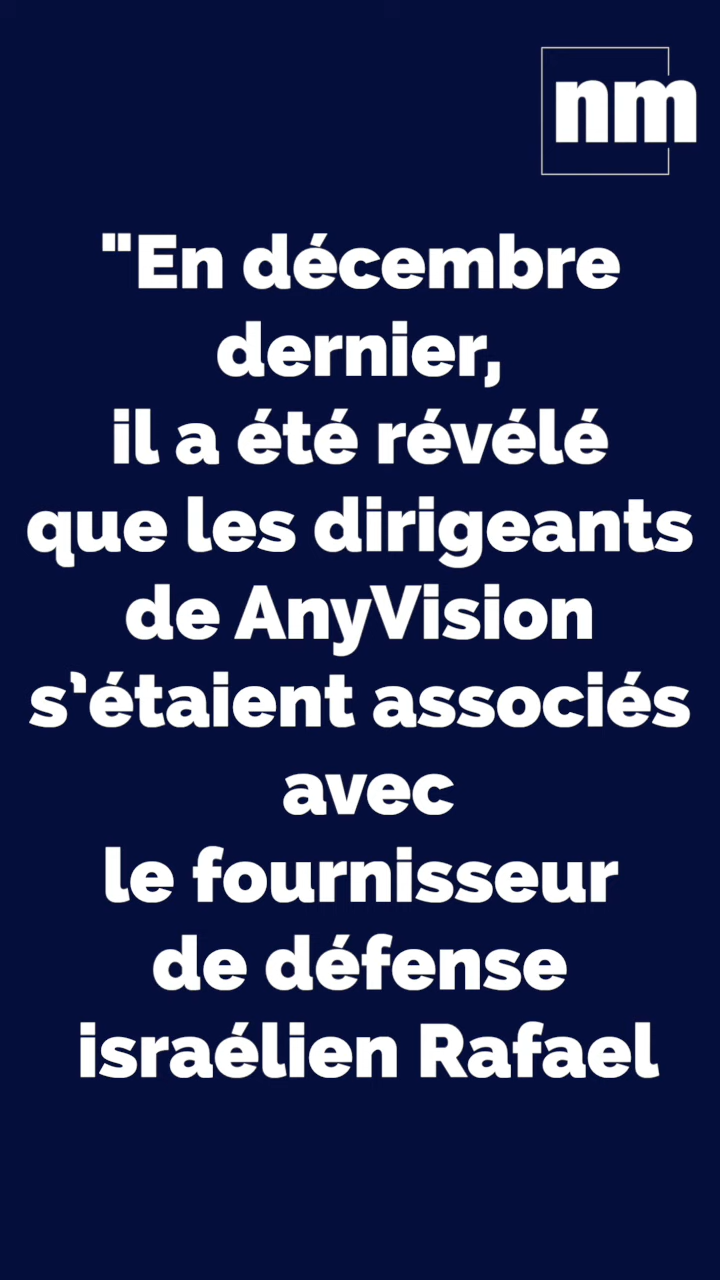 nm
"En décembre
dernier,
il a été révélé
que les dirigeants
de AnyVision
s’étaient associés
avec
le fournisseur
de défense
israélien Rafael